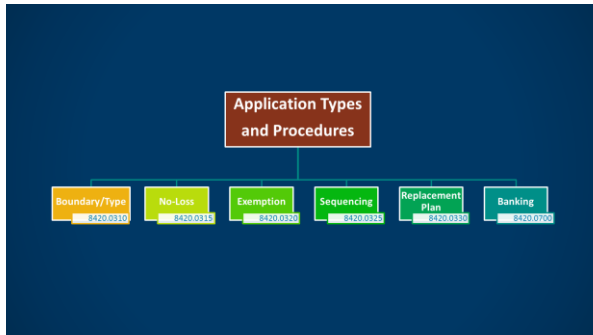 Application Types
and Procedures
Boundary/Type
8420.0310
No-Loss
8420.0315
Exemption
8420.0320
Sequencing
8420.0325
Replacement
Plan
8420.0330
Banking
8420.0700